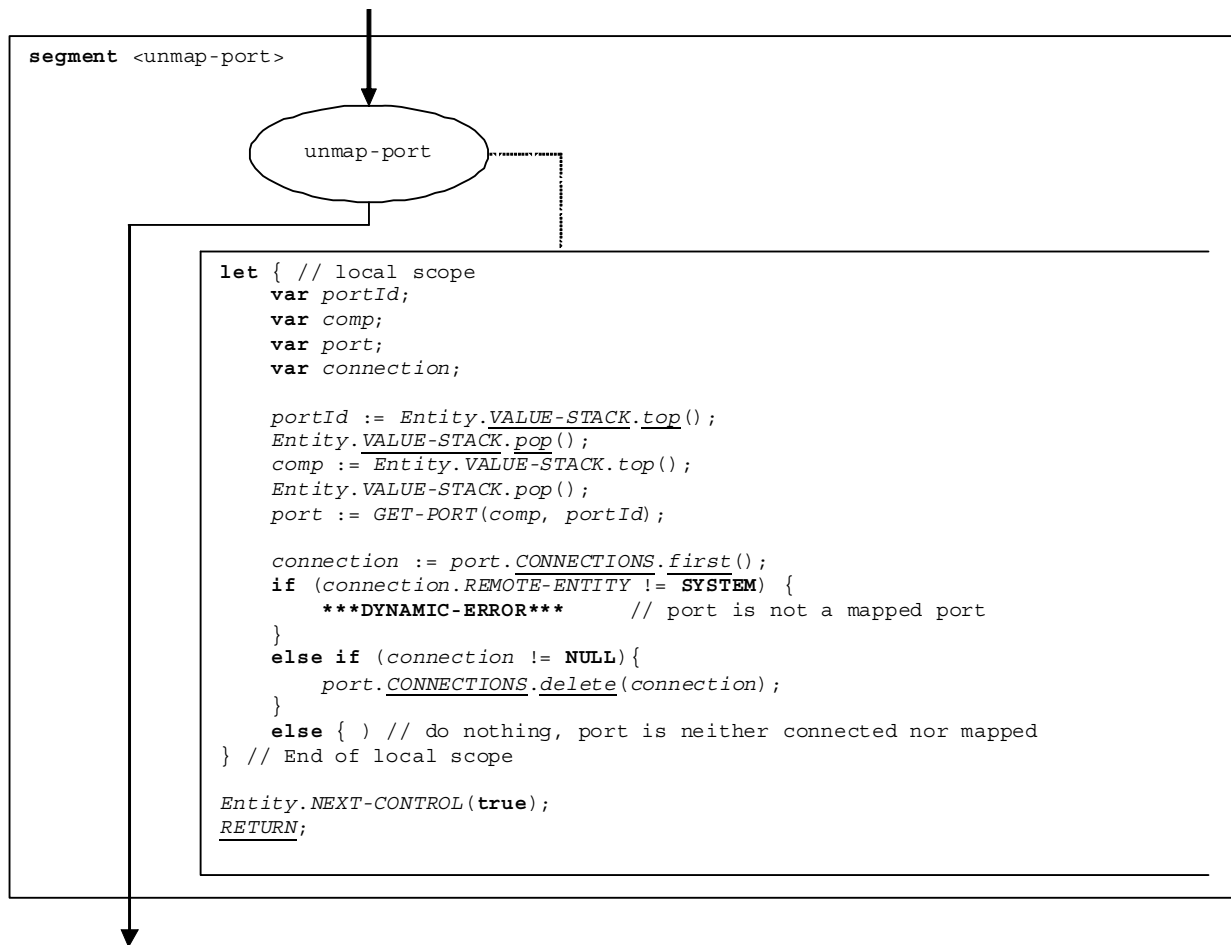 segment <unmap-port>
unmap-port
let { // local scope
var portId;
var comp;
var port;
var connection;
portId := Entity.VALUE-STACK.top();
Entity.VALUE-STACK.pop();
comp := Entity.VALUE-STACK.top();
Entity.VALUE-STACK.pop();
port := GET-PORT(comp, portId);
connection := port.CONNECTIONS.first();
if (connection.REMOTE-ENTITY != SYSTEM) {
***DYNAMIC-ERROR*** // port is not a mapped port
}
else if (connection != NULL){
port.CONNECTIONS.delete(connection);
}
else { ) // do nothing, port is neither connected nor mapped
} // End of local scope
Entity.NEXT-CONTROL(true);
RETURN;